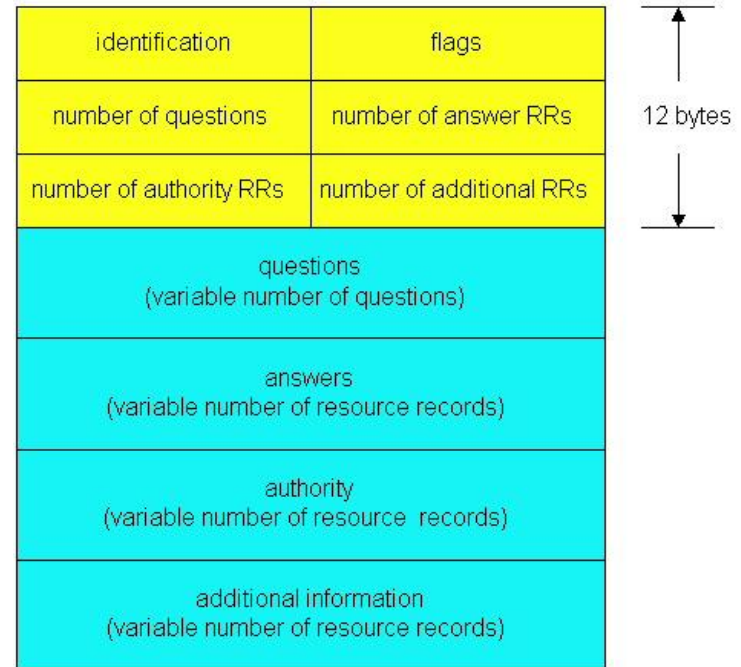 identification
flags
number of questions
number of answer RRs
12 bytes
number of authority RRs
number of additional RRs
questions
(variable number of questions)
answers
(variable number of resource records)
authority
(variable number of resource records)
additional information
(variable number of resource records)